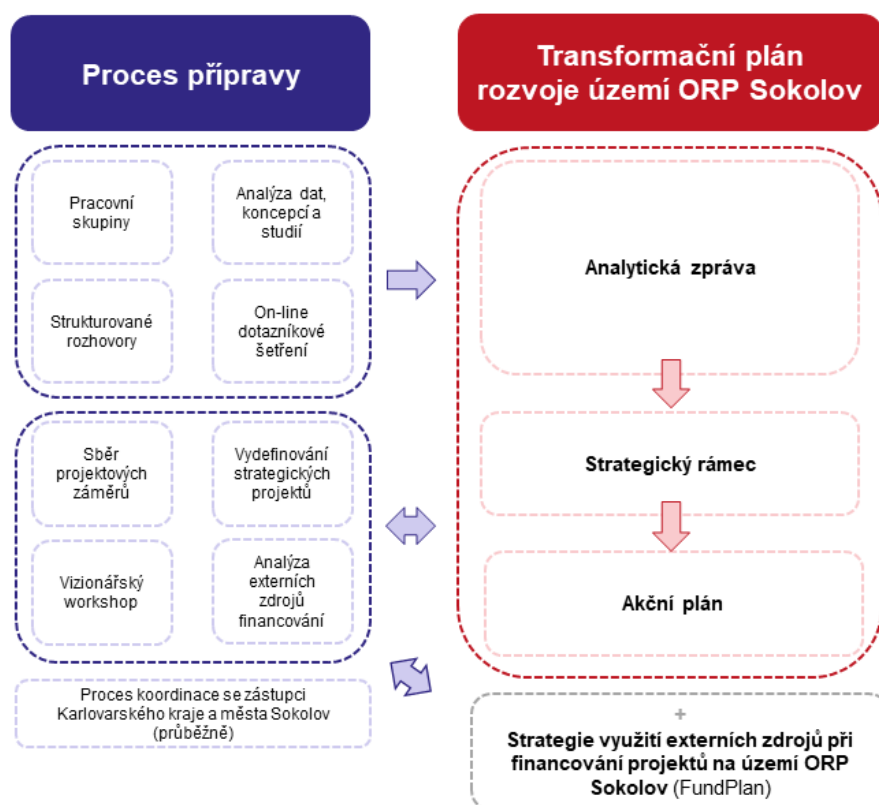 Proces přípravy
Pracovní
skupiny
Analýza dat,
koncepcí a
studií
Strukturované
rozhovory
On-line
dotazníkové
šetření
Sběr
projektových
záměrů
Vydefinování
strategických
projektů
Vizionářský
workshop
Analýza
externích
zdrojů
financování
Proces koordinace se zástupci
Karlovarského kraje a města Sokolov
(průběžně)
Transformační plán
rozvoje území ORP Sokolov
Analytická zpráva
Strategický rámec
Akční plán
+
Strategie využití externích zdrojů při
financování projektů na území ORP
Sokolov (FundPlan)